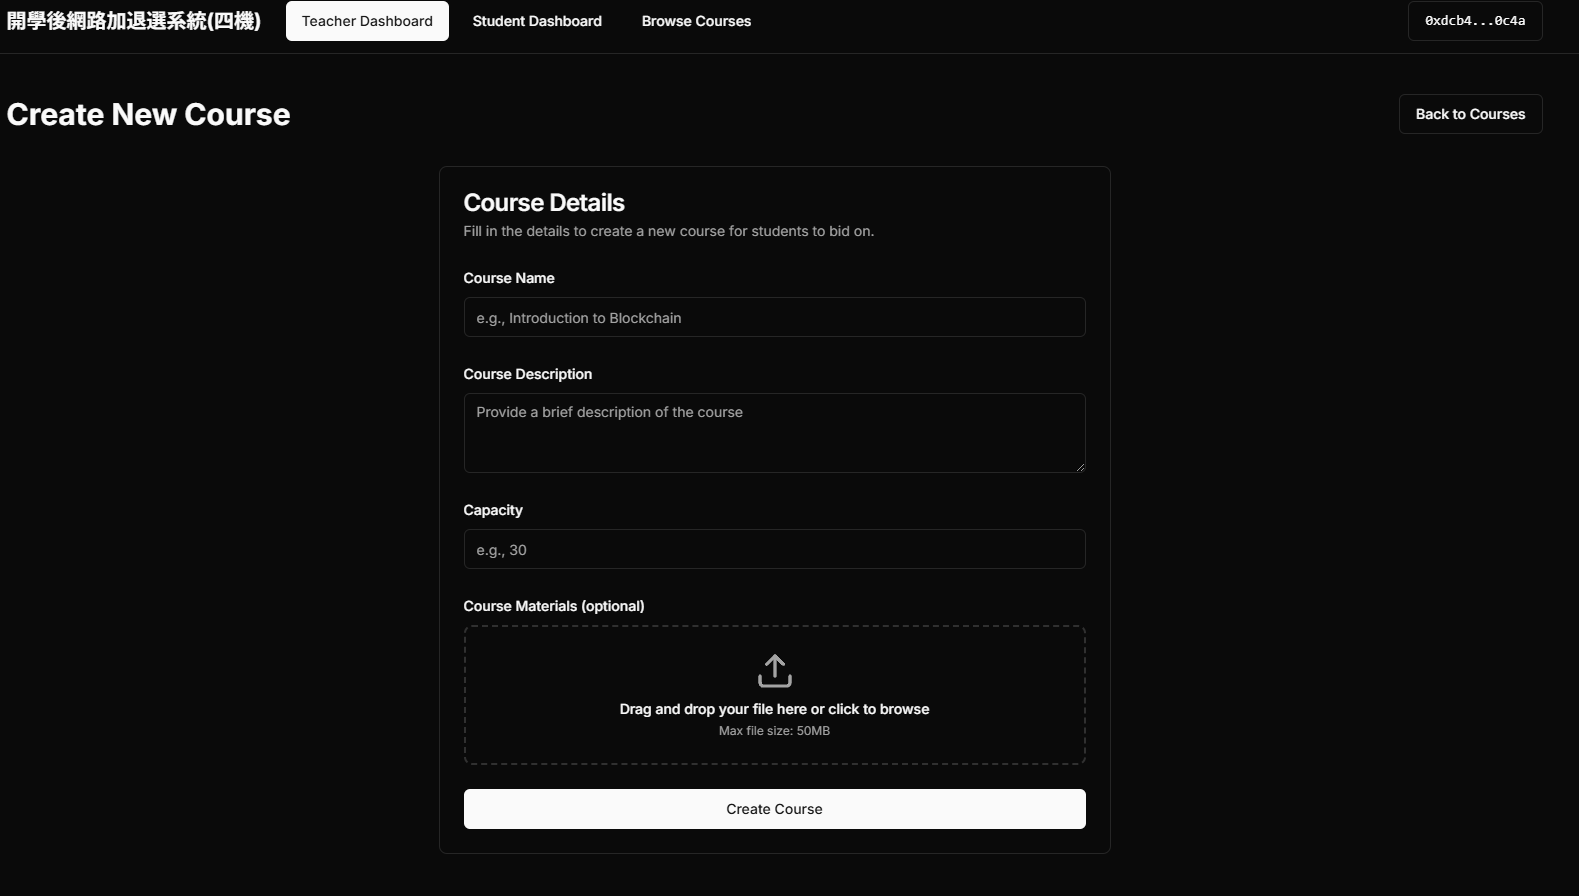 開學後網路加退選系統(四機)
Teacher Dashboard
Student Dashboard
Browse Courses
0xdcb4...0c4a
Create New Course
Back to Courses
Course Details
Fill in the details to create a new course for students to bid on.
Course Name
e.g., Introduction to Blockchain
Course Description
Provide a brief description of the course
Capacity
e.g., 30
Course Materials (optional)
Drag and drop your file here or click to browse
Max file size: 50MB
Create Course